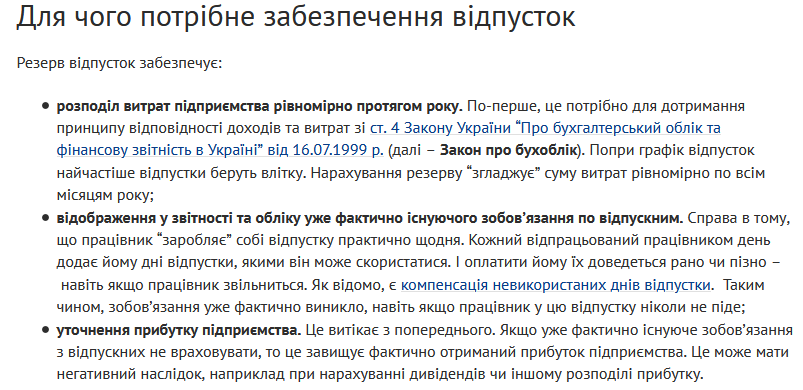 Для чого потрібне забезпечення відпусток
Резерв відпусток забезпечує:
● розподіл витрат підприємства рівномірно протягом року. По-перше, це потрібно для дотримання
принципу відповідності доходів та витрат зі ст. 4 Закону України “Про бухгалтерський облік та
фінансову звітність в Україні” від 16.07.1999 р. (далі – Закон про бухоблік). Попри графік відпусток
найчастіше відпустки беруть влітку. Нарахування резерву “згладжує” суму витрат рівномірно по всім
місяцям року;
● відображення у звітності та обліку уже фактично існуючого зобов’язання по відпускним. Справа в тому,
що працівник “заробляє” собі відпустку практично щодня. Кожний відпрацьований працівником день
додає йому дні відпустки, якими він може скористатися. І оплатити йому їх доведеться рано чи пізно –
навіть якщо працівник звільниться. Як відомо, є компенсація невикористаних днів відпустки. Таким
чином, зобов’язання уже фактично виникло, навіть якщо працівник у цю відпустку ніколи не піде;
● уточнення прибутку підприємства. Це витікає з попереднього. Якщо уже фактично існуюче зобов’язання
з відпускних не враховувати, то це завищує фактично отриманий прибуток підприємства. Це може мати
негативний наслідок, наприклад при нарахуванні дивідендів чи іншому розподілі прибутку.